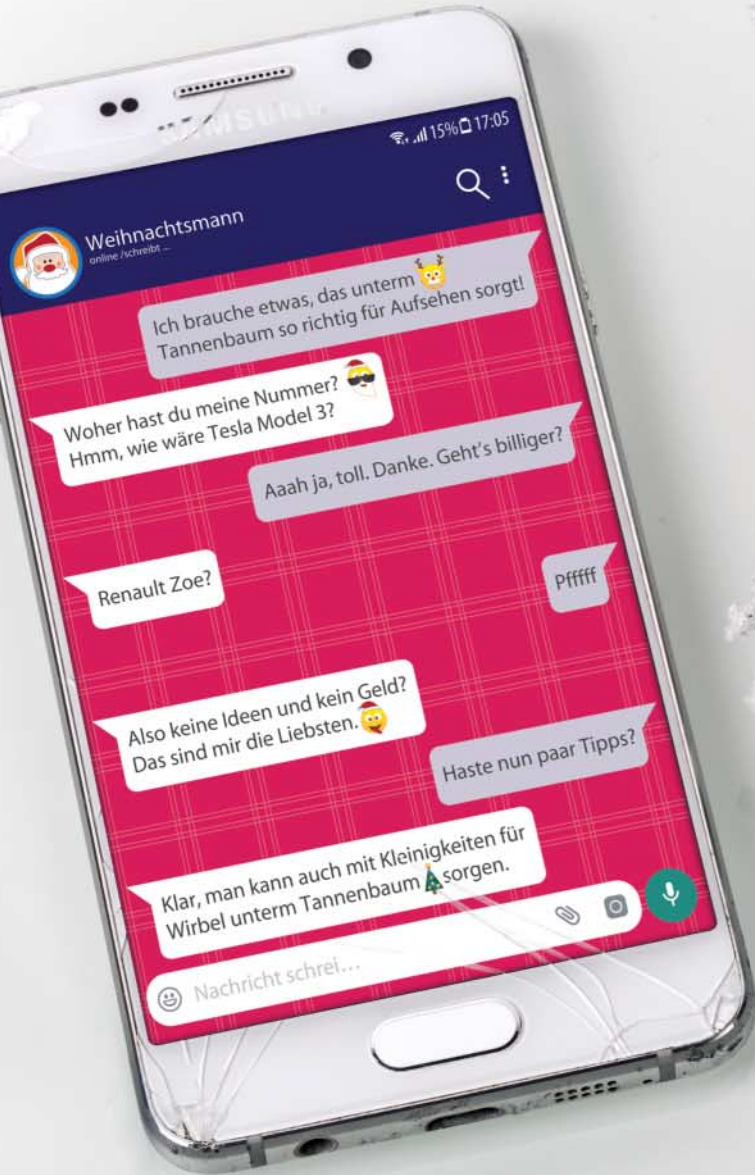 SAMSUNG
15% 17:05
Weihnachtsmann
online /schreibt ...
Ich brauche etwas, das unterm
Tannenbaum so richtig für Aufsehen sorgt!
Woher hast du meine Nummer?
Hmm, wie wäre Tesla Model 3?
Aaah ja, toll. Danke. Geht's billiger?
Renault Zoe?
Pfffff
Also keine Ideen und kein Geld?
Das sind mir die Liebsten.
Haste nun paar Tipps?
Klar, man kann auch mit Kleinigkeiten für
Wirbel unterm Tannenbaum sorgen.
Nachricht schrei...